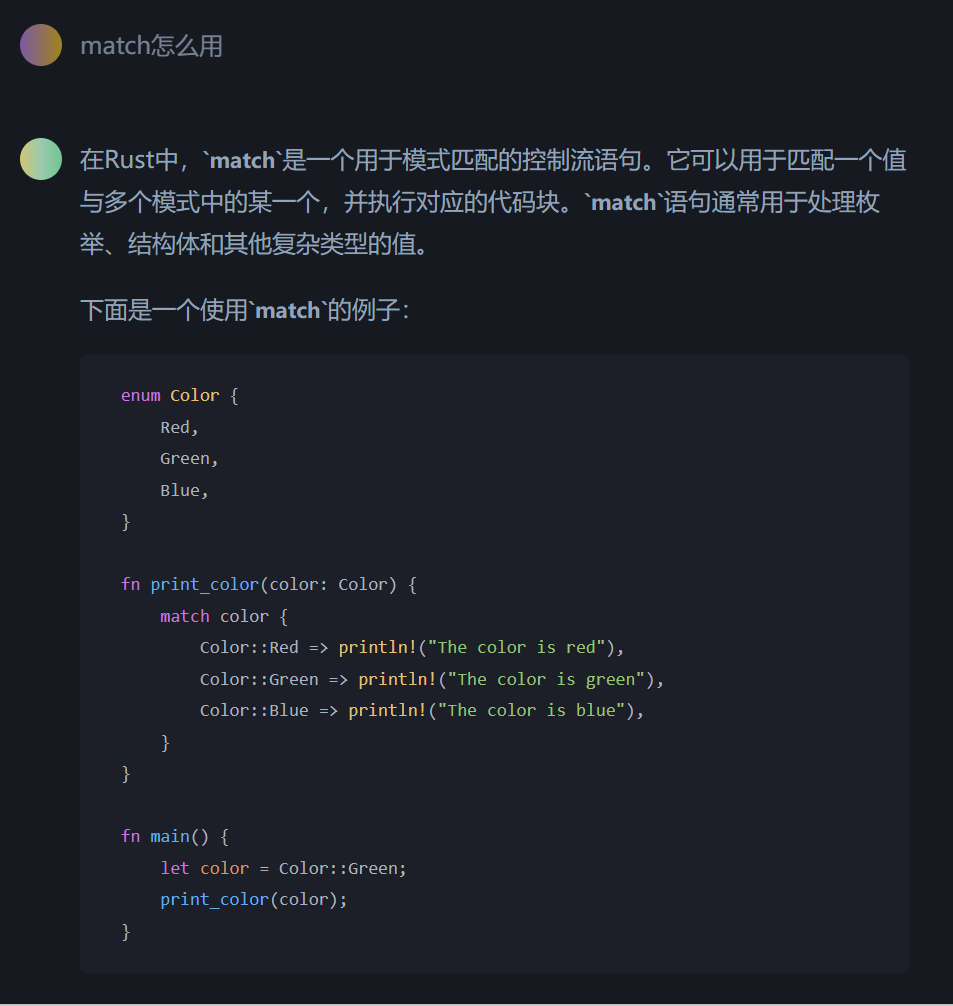 match怎么用
在Rust中，`match`是一个用于模式匹配的控制流语句。它可以用于匹配一个值
与多个模式中的某一个，并执行对应的代码块。`match`语句通常用于处理枚
举、结构体和其他复杂类型的值。
下面是一个使用`match`的例子：
enum Color {
    Red,
    Green,
    Blue,
}

fn print_color(color: Color) {
    match color {
        Color::Red => println!("The color is red"),
        Color::Green => println!("The color is green"),
        Color::Blue => println!("The color is blue"),
    }
}

fn main() {
    let color = Color::Green;
    print_color(color);
}